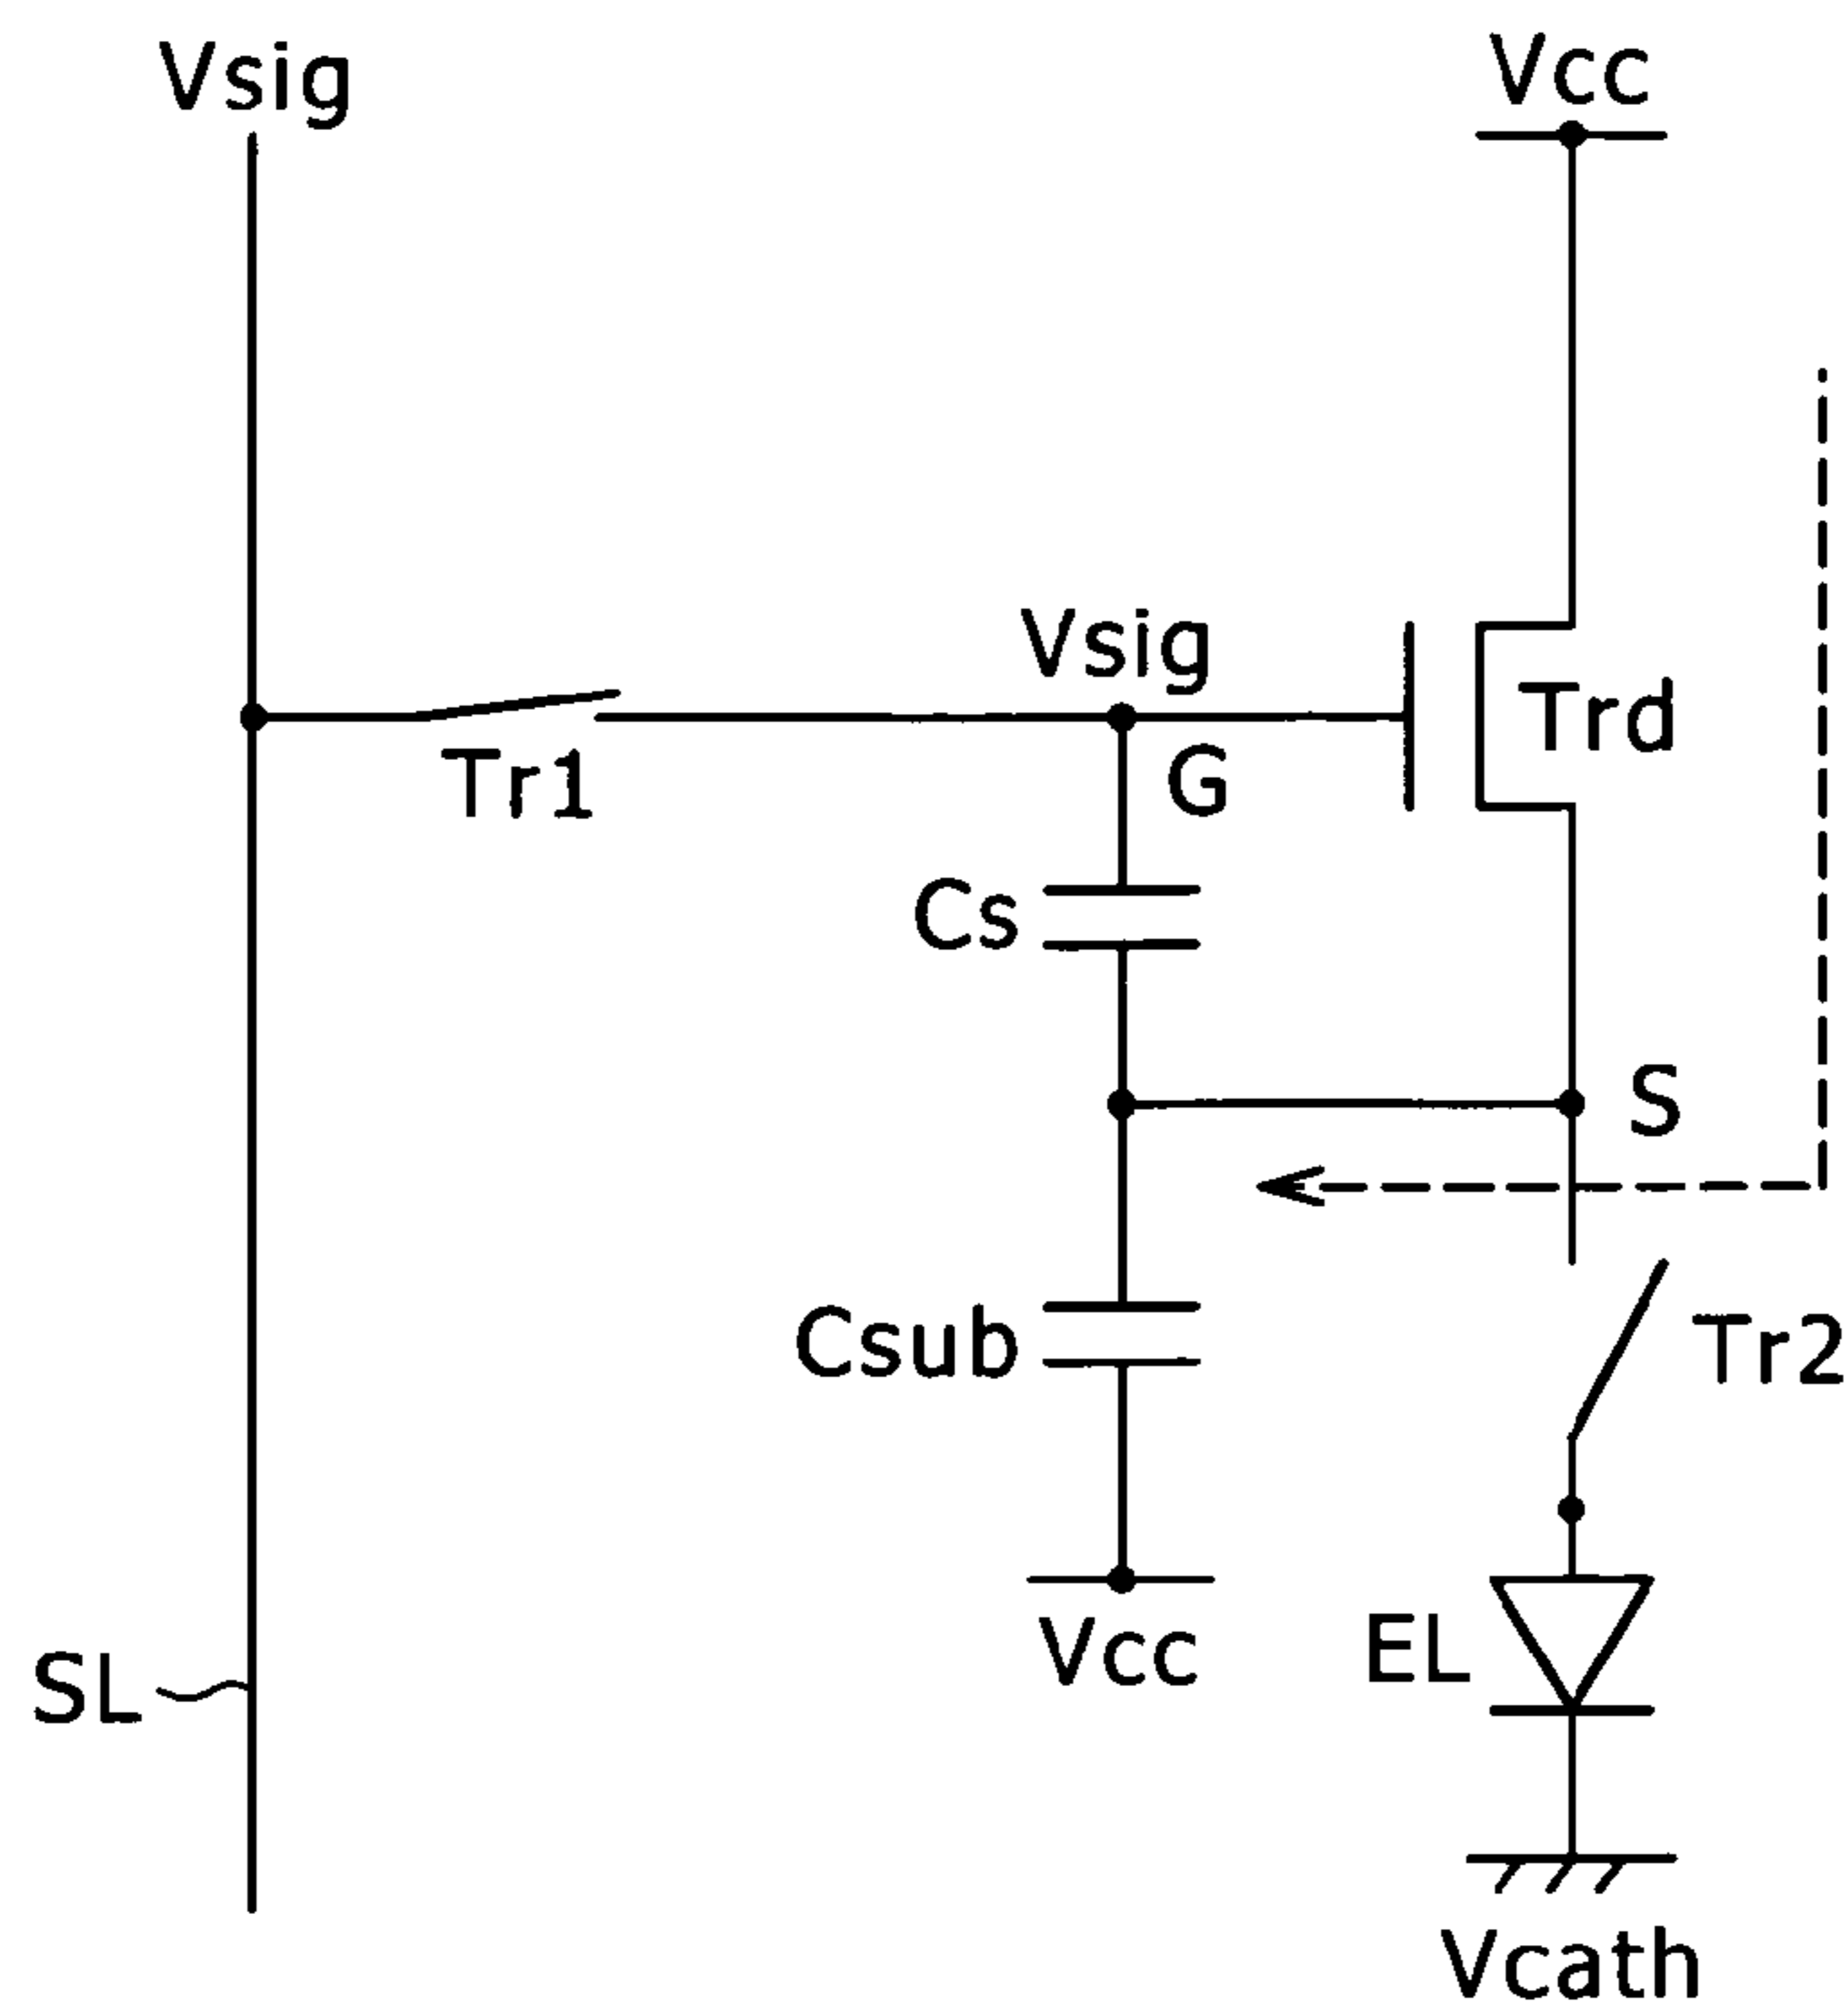 Vsig
Vcc
Vsig
Trd
Tr1
G
Cs
S
Csub
Tr2
Vcc
EL
SL
Vcath